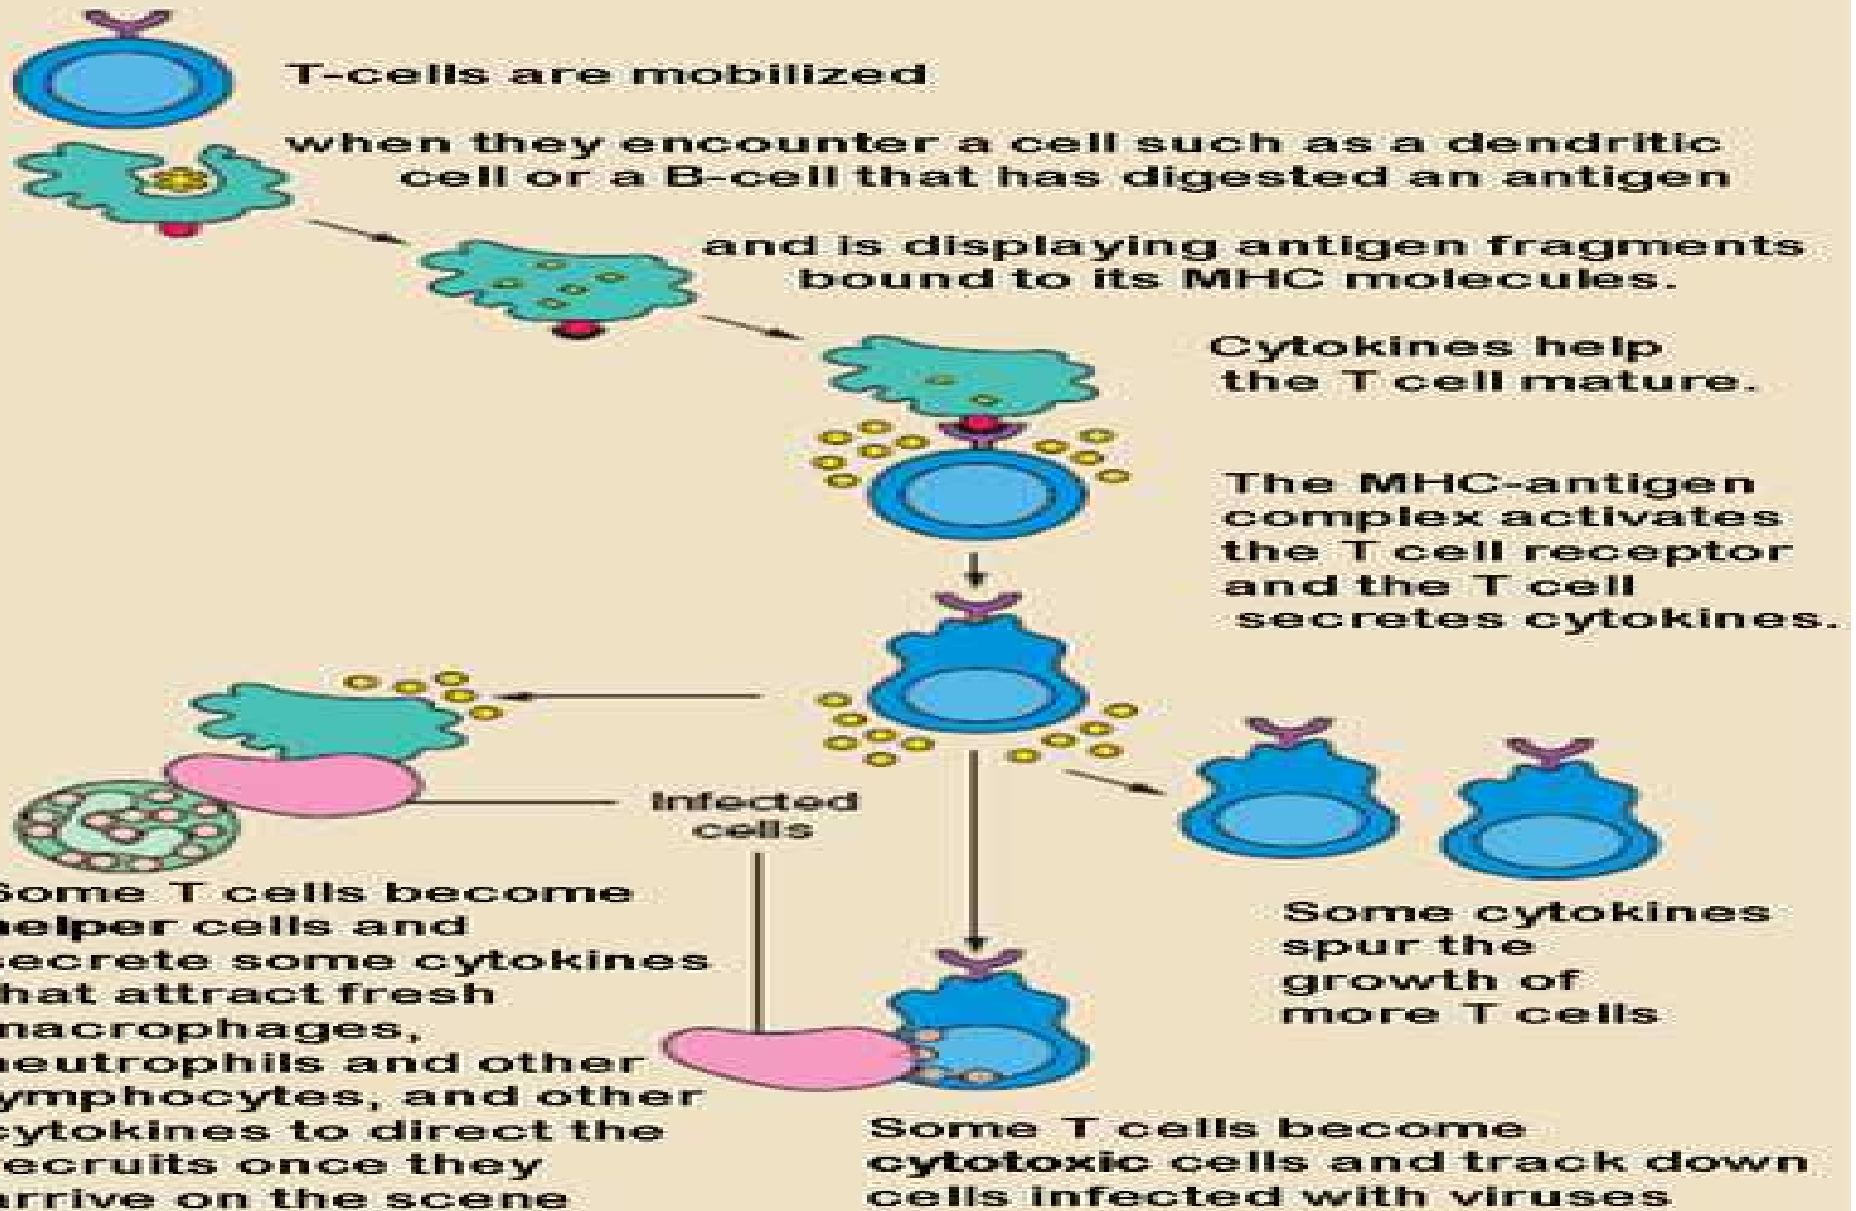 T-cells are mobilized
when they encounter a cell such as a dendritic
cell or a B-cell that has digested an antigen
and is displaying antigen fragments
bound to its MHC molecules.
Cytokines help
the T cell mature.
The MHC-antigen
complex activates
the T cell receptor
and the T cell
secretes cytokines.
Infected
cells
Some T cells become
helper cells and
secrete some cytokines
that attract fresh
macrophages,
neutrophils and other
lymphocytes, and other
cytokines to direct the
recruits once they
arrive on the scene
Some cytokines
spur the
growth of
more T cells
Some T cells become
cytotoxic cells and track down
cells infected with viruses